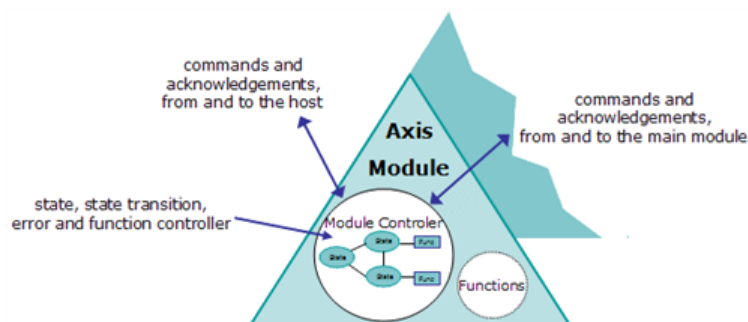 commands and
acknowledgements,
from and to the host
commands and
acknowledgements,
from and to the main module
Axis
Module
state, state transition,
error and function controller
Module Controler
State
Func
State
State
Func
Functions